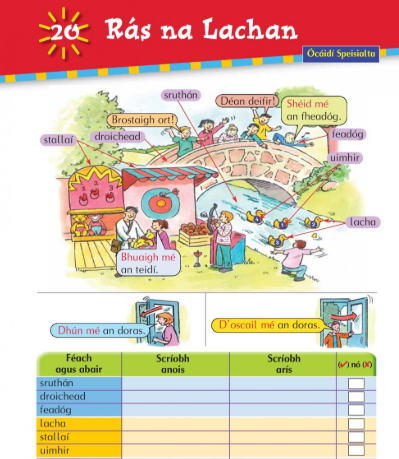 20 Rás na Lachan
Ócáidí Speisialta
sruthán
Déan deifir!
Shéid mé
an fheadóg.
Brostaigh ort!
droichead
stallaí
feadóg
uimhir
lacha
Bhuaigh mé
an teidí.
Dhún mé an doras.
D'oscail mé an doras.
Féach
agus abair
Scríobh
anois
Scríobh
arís
(✔) nó (✘)
sruthán
droichead
feadóg
lacha
stallaí
uimhir